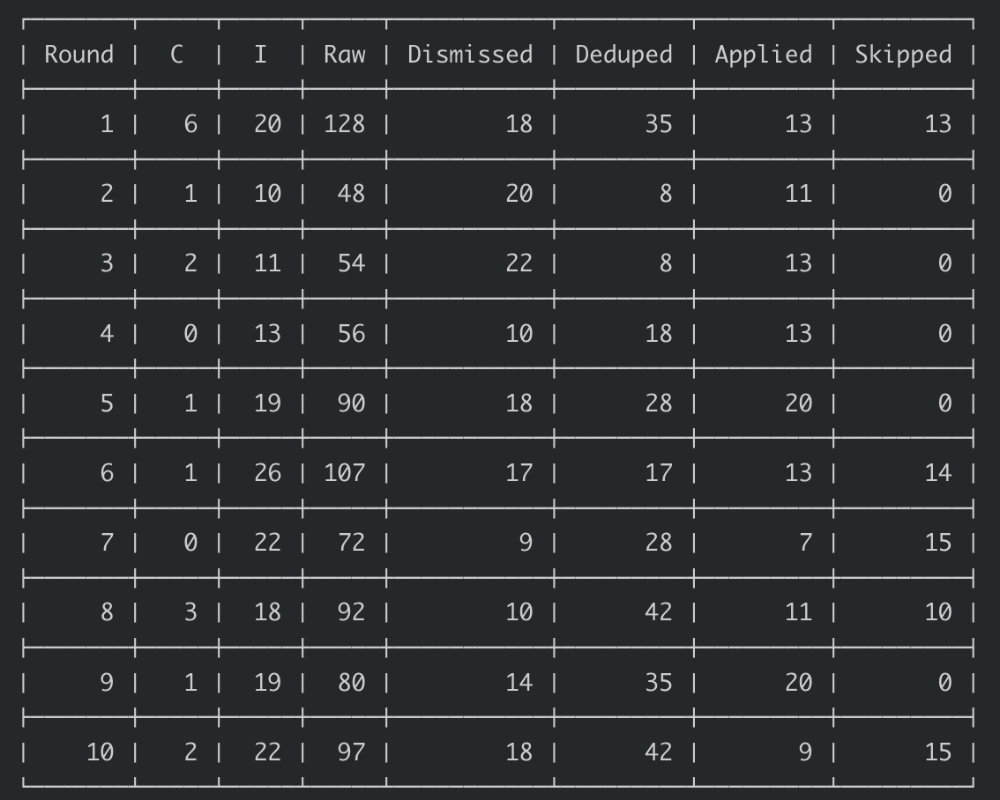 Round | C | I | Raw | Dismissed | Deduped | Applied | Skipped
1 | 6 | 20 | 128 | 18 | 35 | 13 | 13
2 | 1 | 10 | 48 | 20 | 8 | 11 | 0
3 | 2 | 11 | 54 | 22 | 8 | 13 | 0
4 | 0 | 13 | 56 | 10 | 18 | 13 | 0
5 | 1 | 19 | 90 | 18 | 28 | 20 | 0
6 | 1 | 26 | 107 | 17 | 17 | 13 | 14
7 | 0 | 22 | 72 | 9 | 28 | 7 | 15
8 | 3 | 18 | 92 | 10 | 42 | 11 | 10
9 | 1 | 19 | 80 | 14 | 35 | 20 | 0
10 | 2 | 22 | 97 | 18 | 42 | 9 | 15